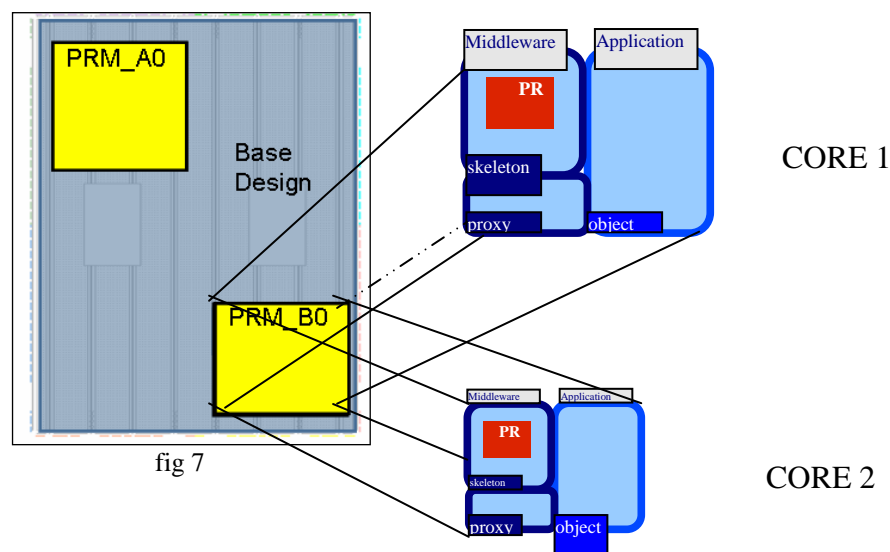 PRM_A0
Base
Design
PRM_B0
fig 7
Middleware
Application
PR
skeleton
proxy
object
CORE 1
Middleware
Application
PR
skeleton
proxy
object
CORE 2